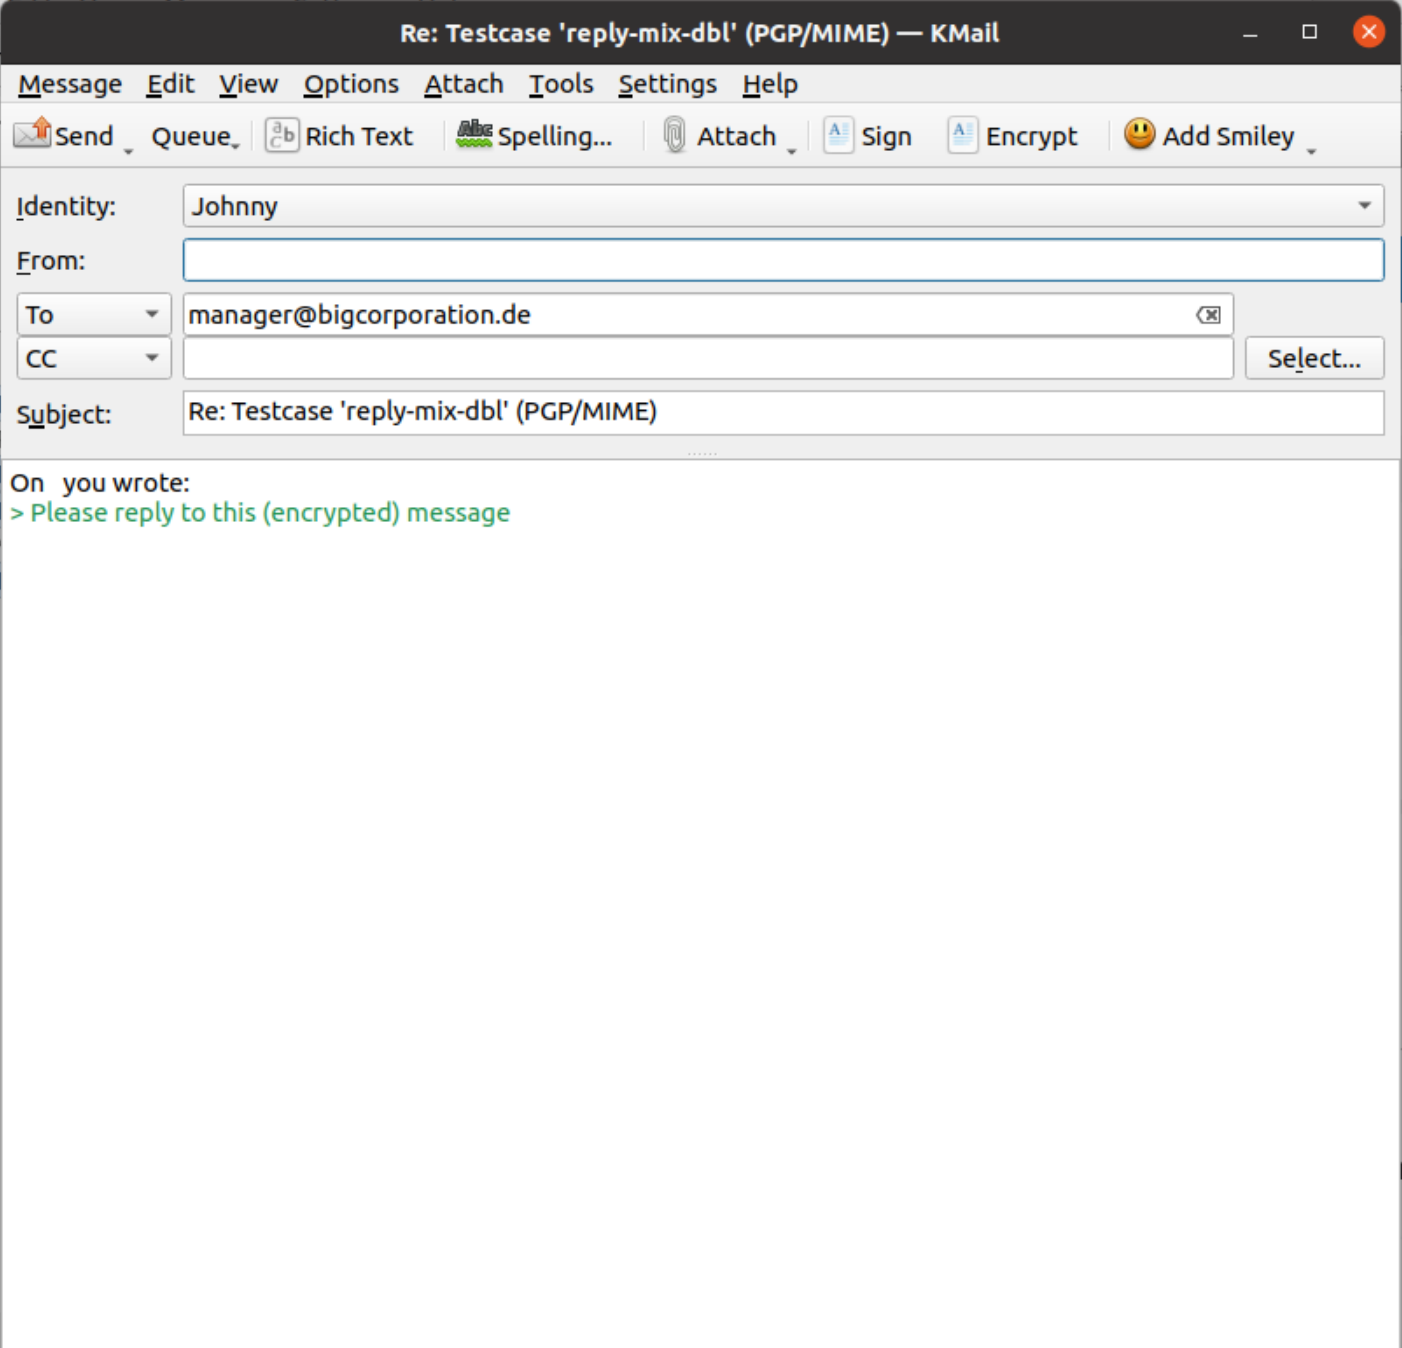 Re: Testcase 'reply-mix-dbl' (PGP/MIME) — KMail
Message Edit View Options Attach Tools Settings Help
Send Queue Rich Text Abc Spelling... Attach Sign Encrypt Add Smiley
Identity: Johnny
From:
To manager@bigcorporation.de
CC Select...
Subject: Re: Testcase 'reply-mix-dbl' (PGP/MIME)
On   you wrote:
> Please reply to this (encrypted) message